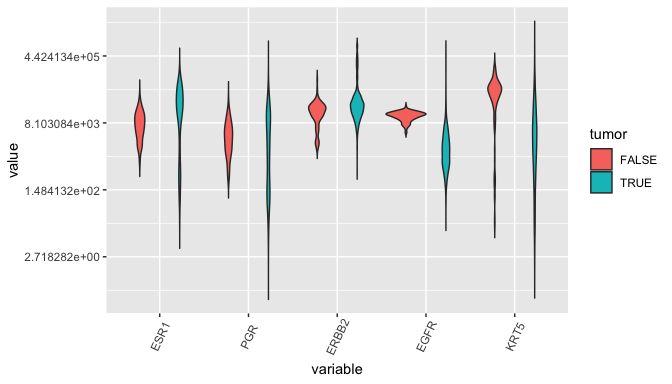 4.424134e+05
8.103084e+03
1.484132e+02
2.718282e+00
value
ESR1
PGR
ERBB2
EGFR
KRT5
variable
tumor
FALSE
TRUE